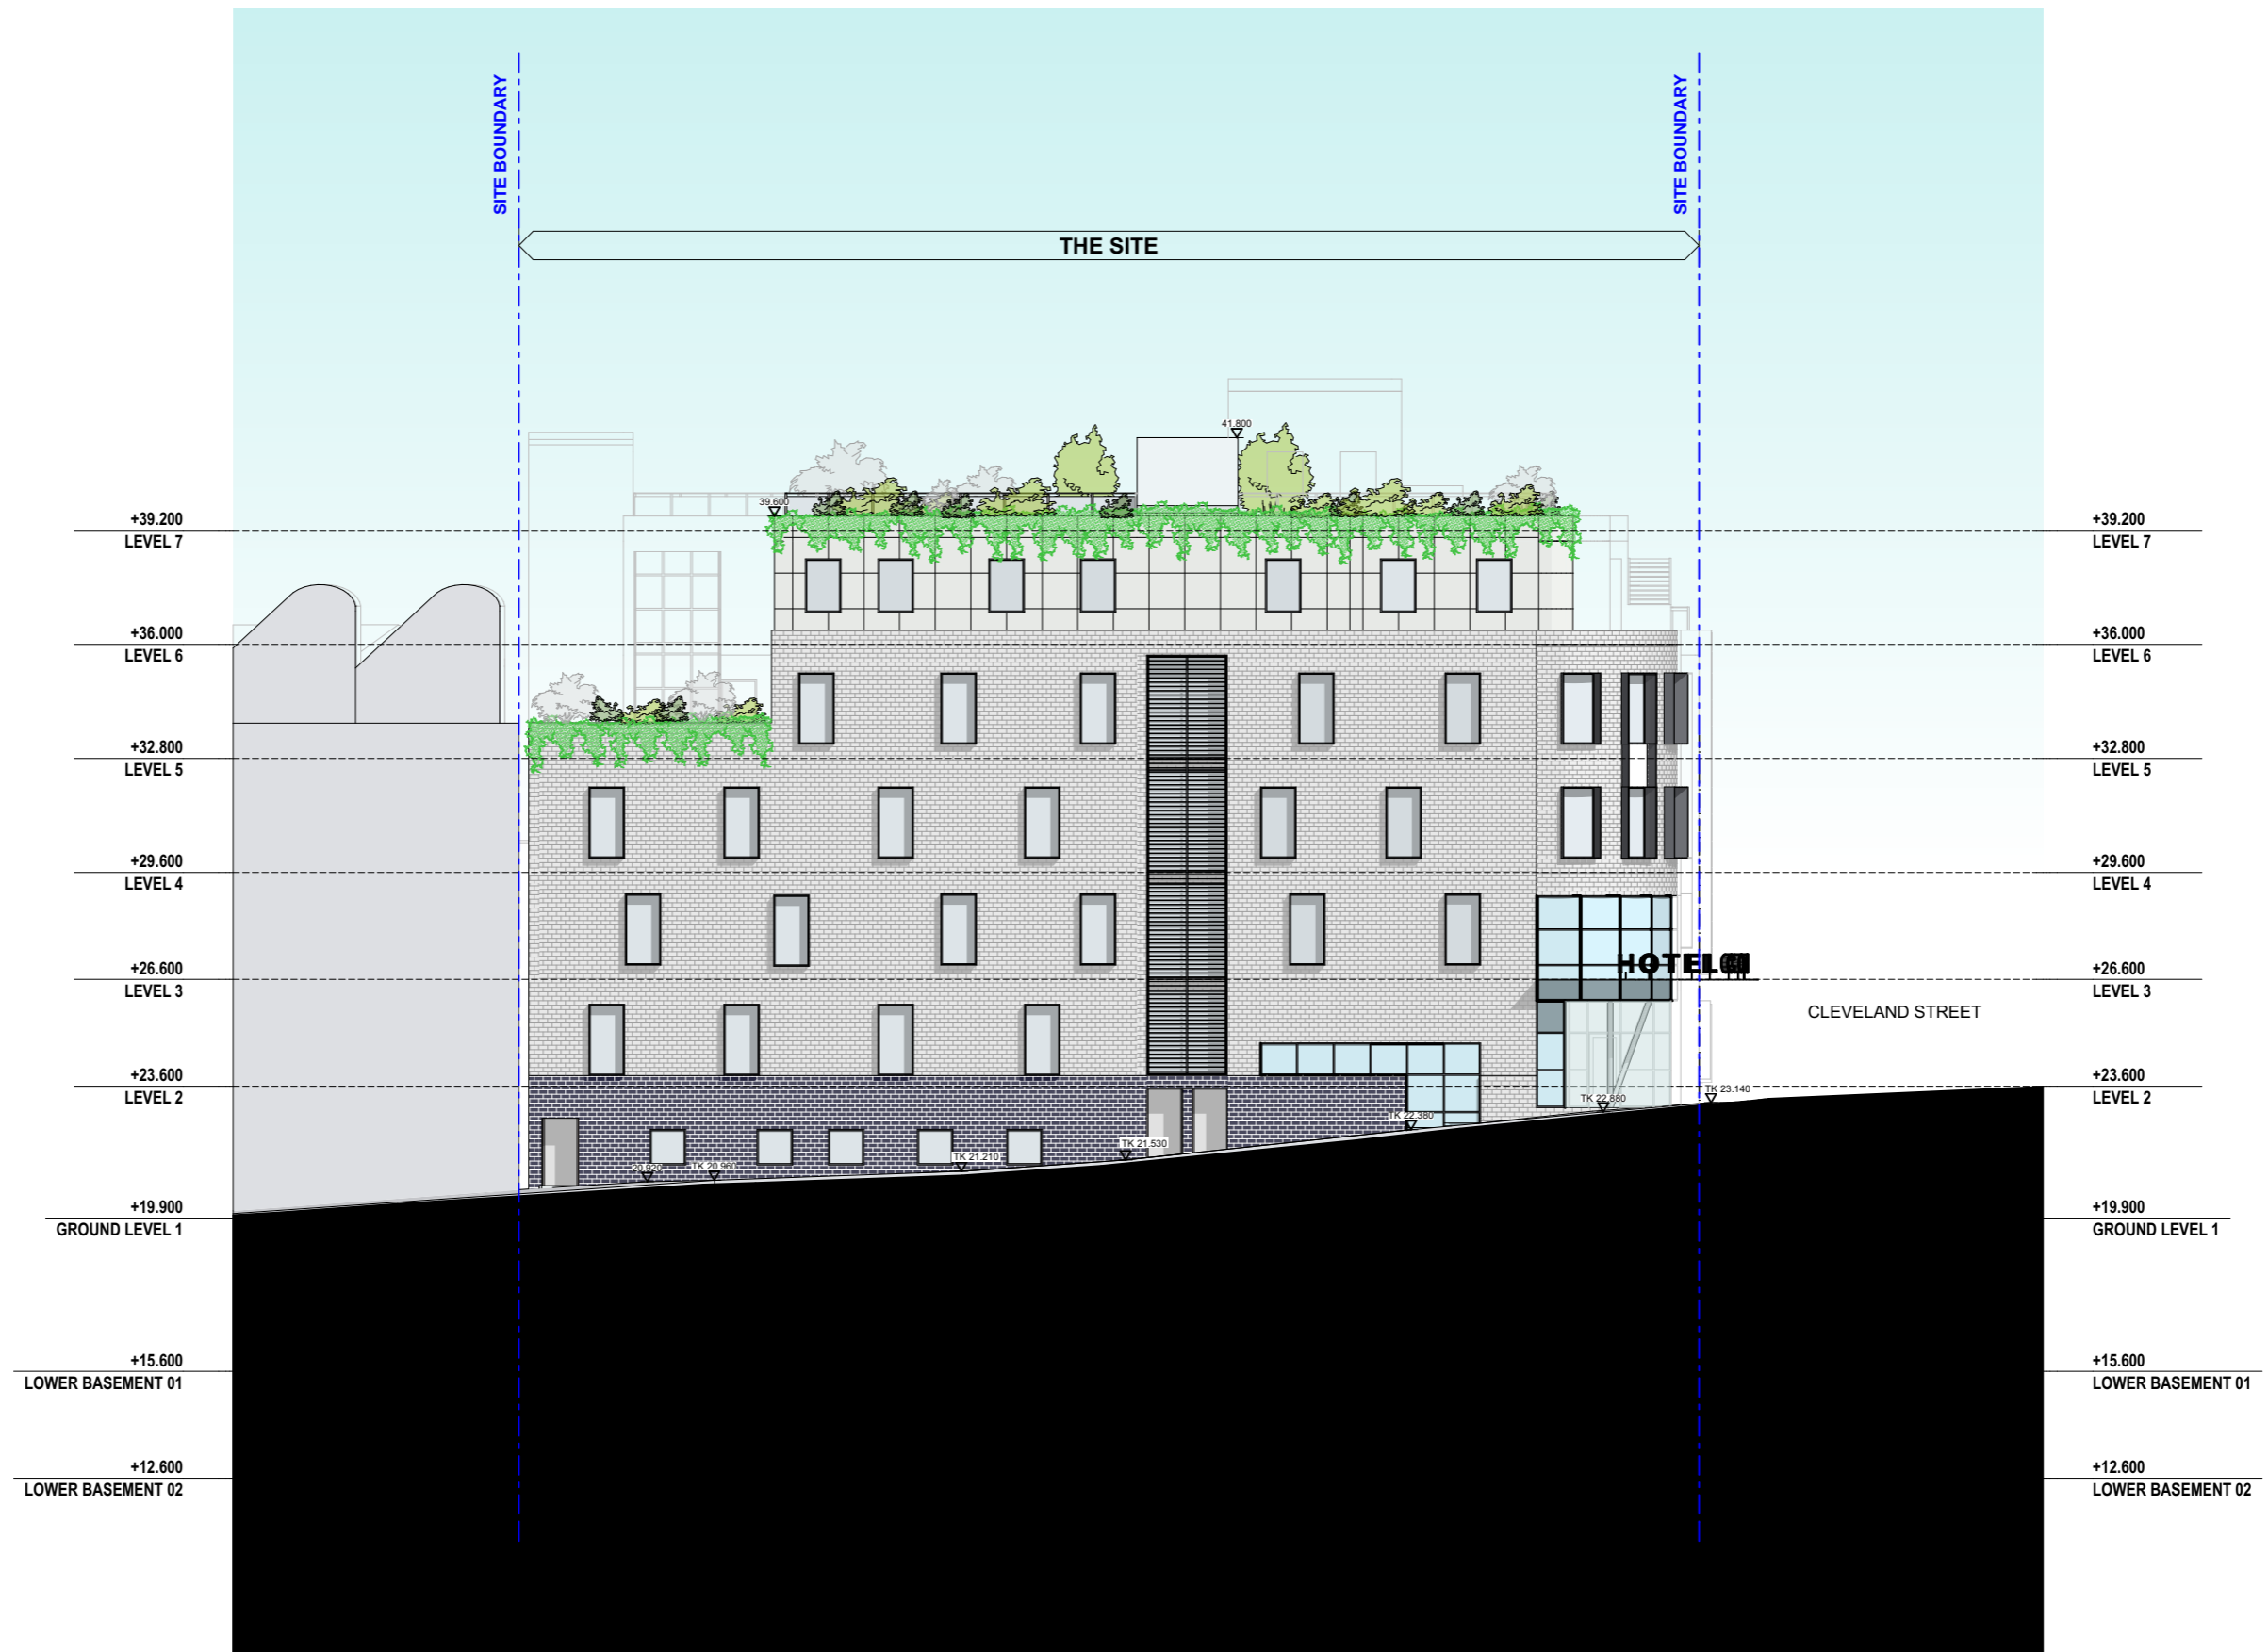 SITE BOUNDARY
SITE BOUNDARY
THE SITE
41.800
39.600
+39.200
LEVEL 7
+39.200
LEVEL 7
+36.000
LEVEL 6
+36.000
LEVEL 6
+32.800
LEVEL 5
+32.800
LEVEL 5
+29.600
LEVEL 4
+29.600
LEVEL 4
HOTEL
+26.600
LEVEL 3
+26.600
LEVEL 3
CLEVELAND STREET
+23.600
LEVEL 2
+23.600
LEVEL 2
TK 23.140
TK 22.880
TK 22.380
TK 21.530
TK 21.210
TK 20.960
20.920
+19.900
GROUND LEVEL 1
+19.900
GROUND LEVEL 1
+15.600
LOWER BASEMENT 01
+15.600
LOWER BASEMENT 01
+12.600
LOWER BASEMENT 02
+12.600
LOWER BASEMENT 02